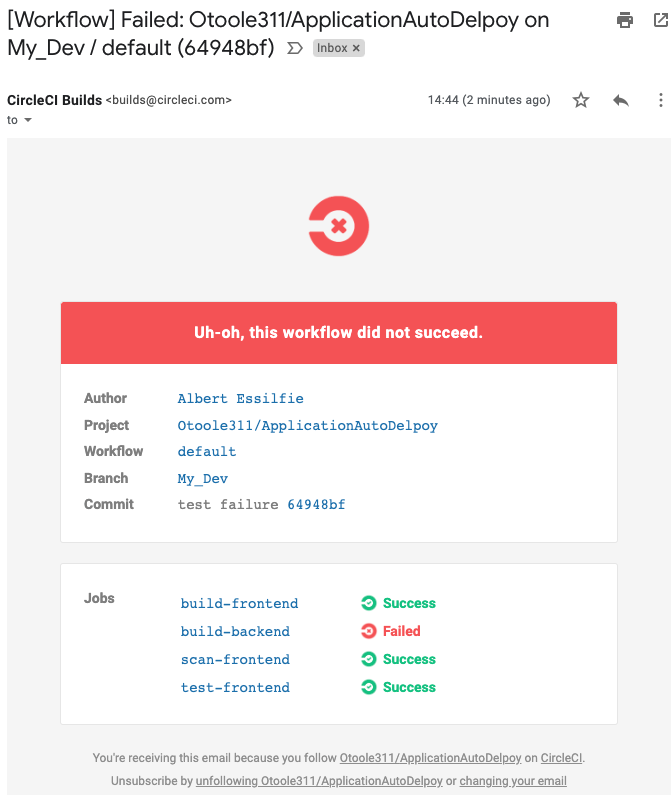 [Workflow] Failed: Otoole311/ApplicationAutoDelpoy on
My_Dev / default (64948bf) Inbox ×
CircleCI Builds <builds@circleci.com> 14:44 (2 minutes ago)
to
Uh-oh, this workflow did not succeed.
Author Albert Essilfie
Project Otoole311/ApplicationAutoDelpoy
Workflow default
Branch My_Dev
Commit test failure 64948bf
Jobs
build-frontend Success
build-backend Failed
scan-frontend Success
test-frontend Success
You're receiving this email because you follow Otoole311/ApplicationAutoDelpoy on CircleCI.
Unsubscribe by unfollowing Otoole311/ApplicationAutoDelpoy or changing your email